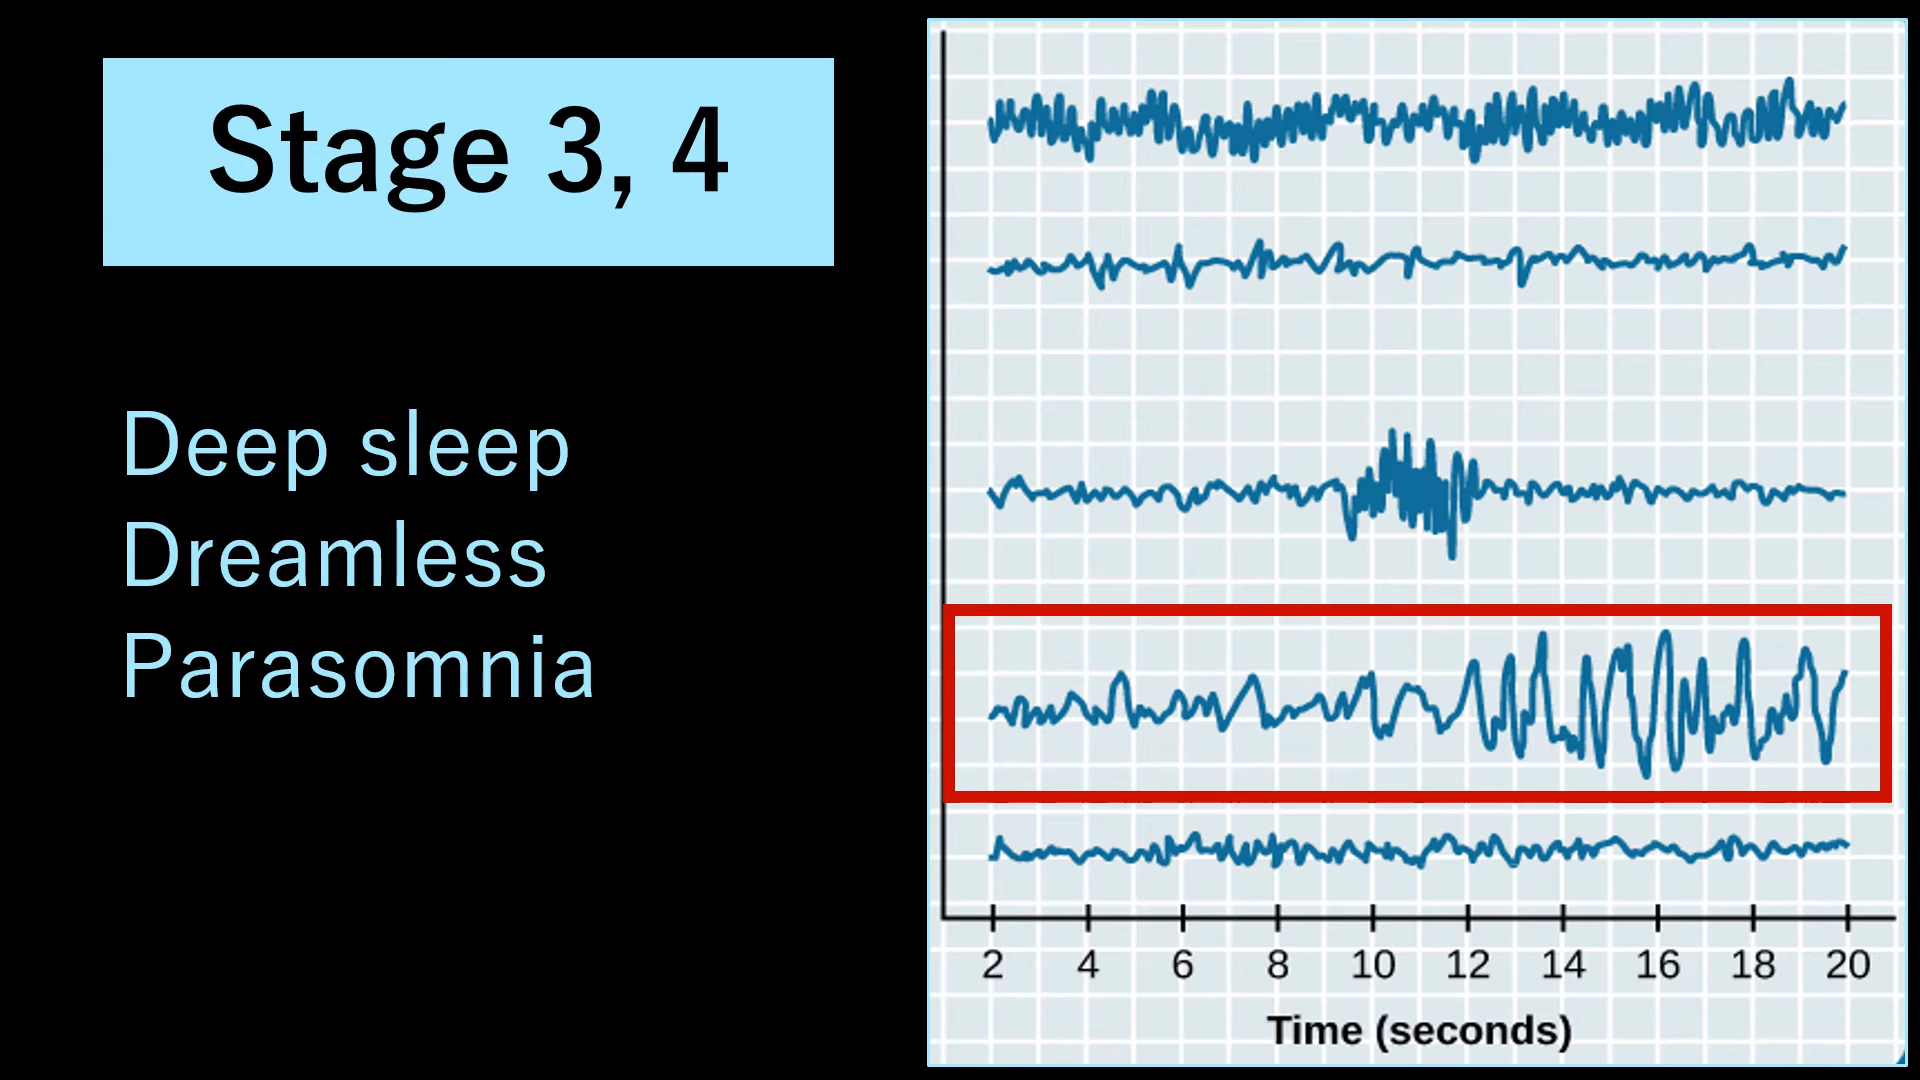 Stage 3, 4
Deep sleep
Dreamless
Parasomnia
2 4 6 8 10 12 14 16 18 20
Time (seconds)